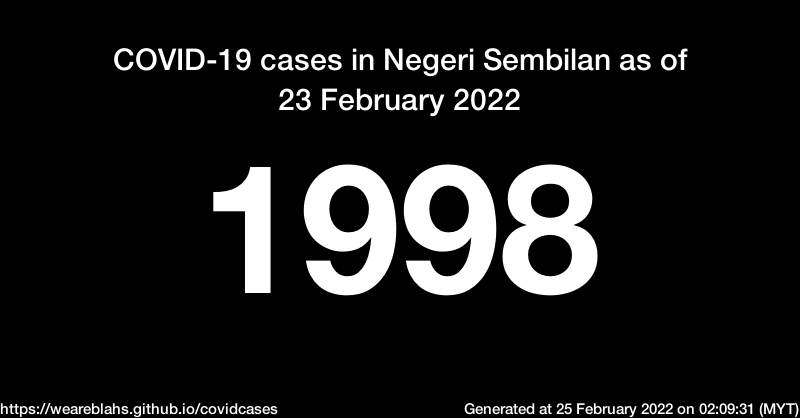 COVID-19 cases in Negeri Sembilan as of
23 February 2022
1998
https://weareblahs.github.io/covidcases
Generated at 25 February 2022 on 02:09:31 (MYT)